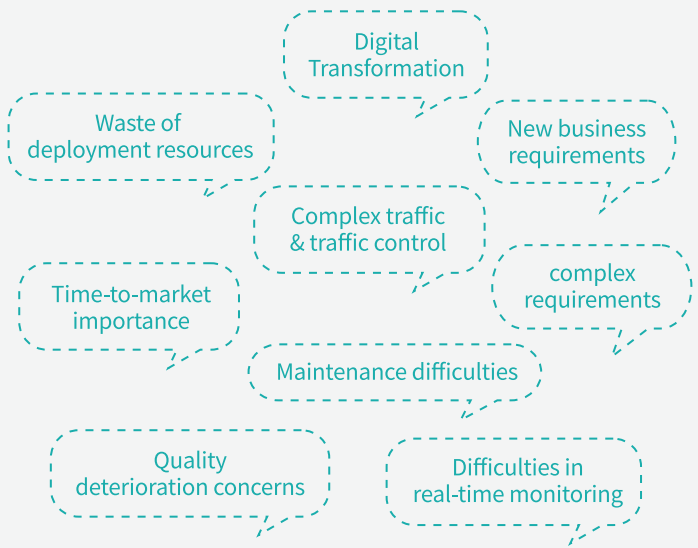 Digital
Transformation
Waste of
deployment resources
New business
requirements
Complex traffic
& traffic control
complex
requirements
Time-to-market
importance
Maintenance difficulties
Quality
deterioration concerns
Difficulties in
real-time monitoring